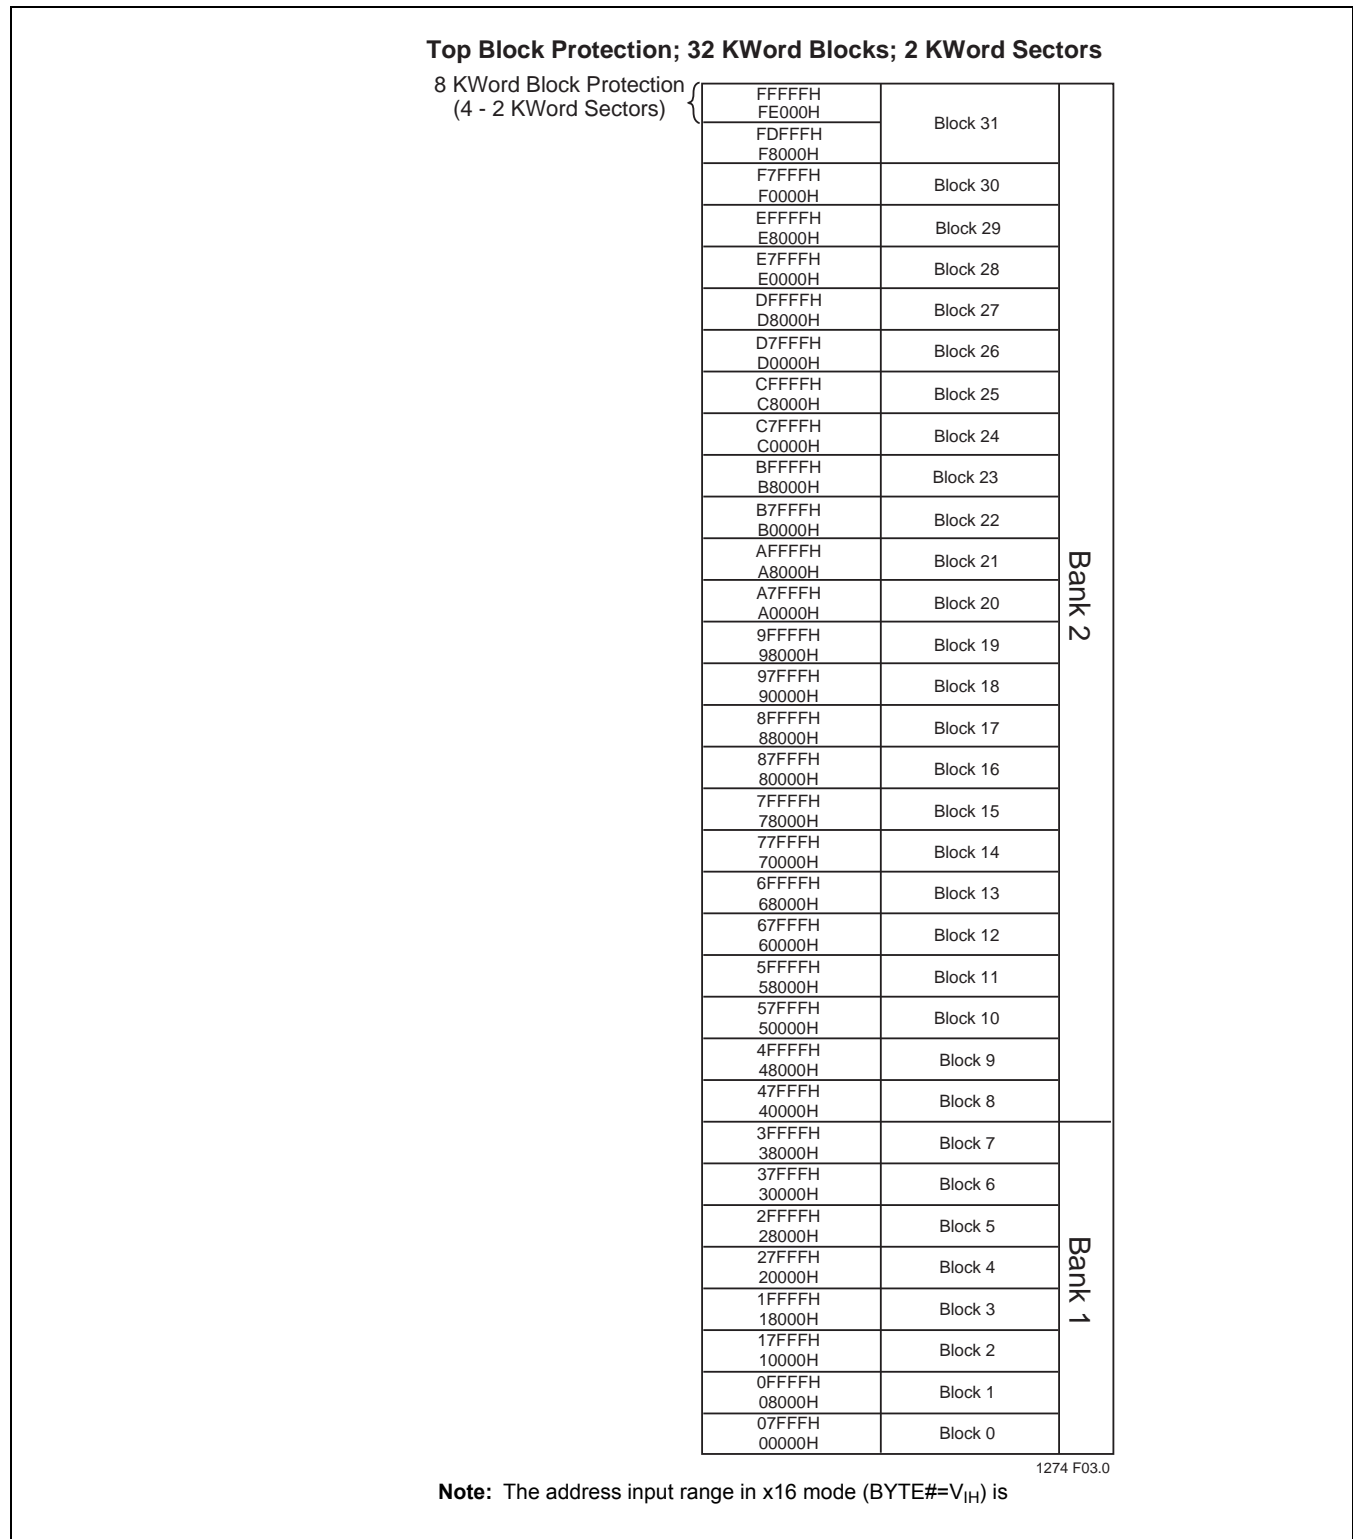 Top Block Protection; 32 KWord Blocks; 2 KWord Sectors
8 KWord Block Protection
(4 - 2 KWord Sectors)
FFFFFH
FE000H
Block 31
FDFFFH
F8000H
F7FFFH
F0000H
Block 30
EFFFFH
E8000H
Block 29
E7FFFH
E0000H
Block 28
DFFFFH
D8000H
Block 27
D7FFFH
D0000H
Block 26
CFFFFH
C8000H
Block 25
C7FFFH
C0000H
Block 24
BFFFFH
B8000H
Block 23
B7FFFH
B0000H
Block 22
AFFFFH
A8000H
Block 21
A7FFFH
A0000H
Block 20
9FFFFH
98000H
Block 19
97FFFH
90000H
Block 18
8FFFFH
88000H
Block 17
87FFFH
80000H
Block 16
7FFFFH
78000H
Block 15
77FFFH
70000H
Block 14
6FFFFH
68000H
Block 13
67FFFH
60000H
Block 12
5FFFFH
58000H
Block 11
57FFFH
50000H
Block 10
4FFFFH
48000H
Block 9
47FFFH
40000H
Block 8
Bank 2
3FFFFH
38000H
Block 7
37FFFH
30000H
Block 6
2FFFFH
28000H
Block 5
27FFFH
20000H
Block 4
1FFFFH
18000H
Block 3
17FFFH
10000H
Block 2
0FFFFH
08000H
Block 1
07FFFH
00000H
Block 0
Bank 1
1274 F03.0
Note: The address input range in x16 mode (BYTE#=VIH) is